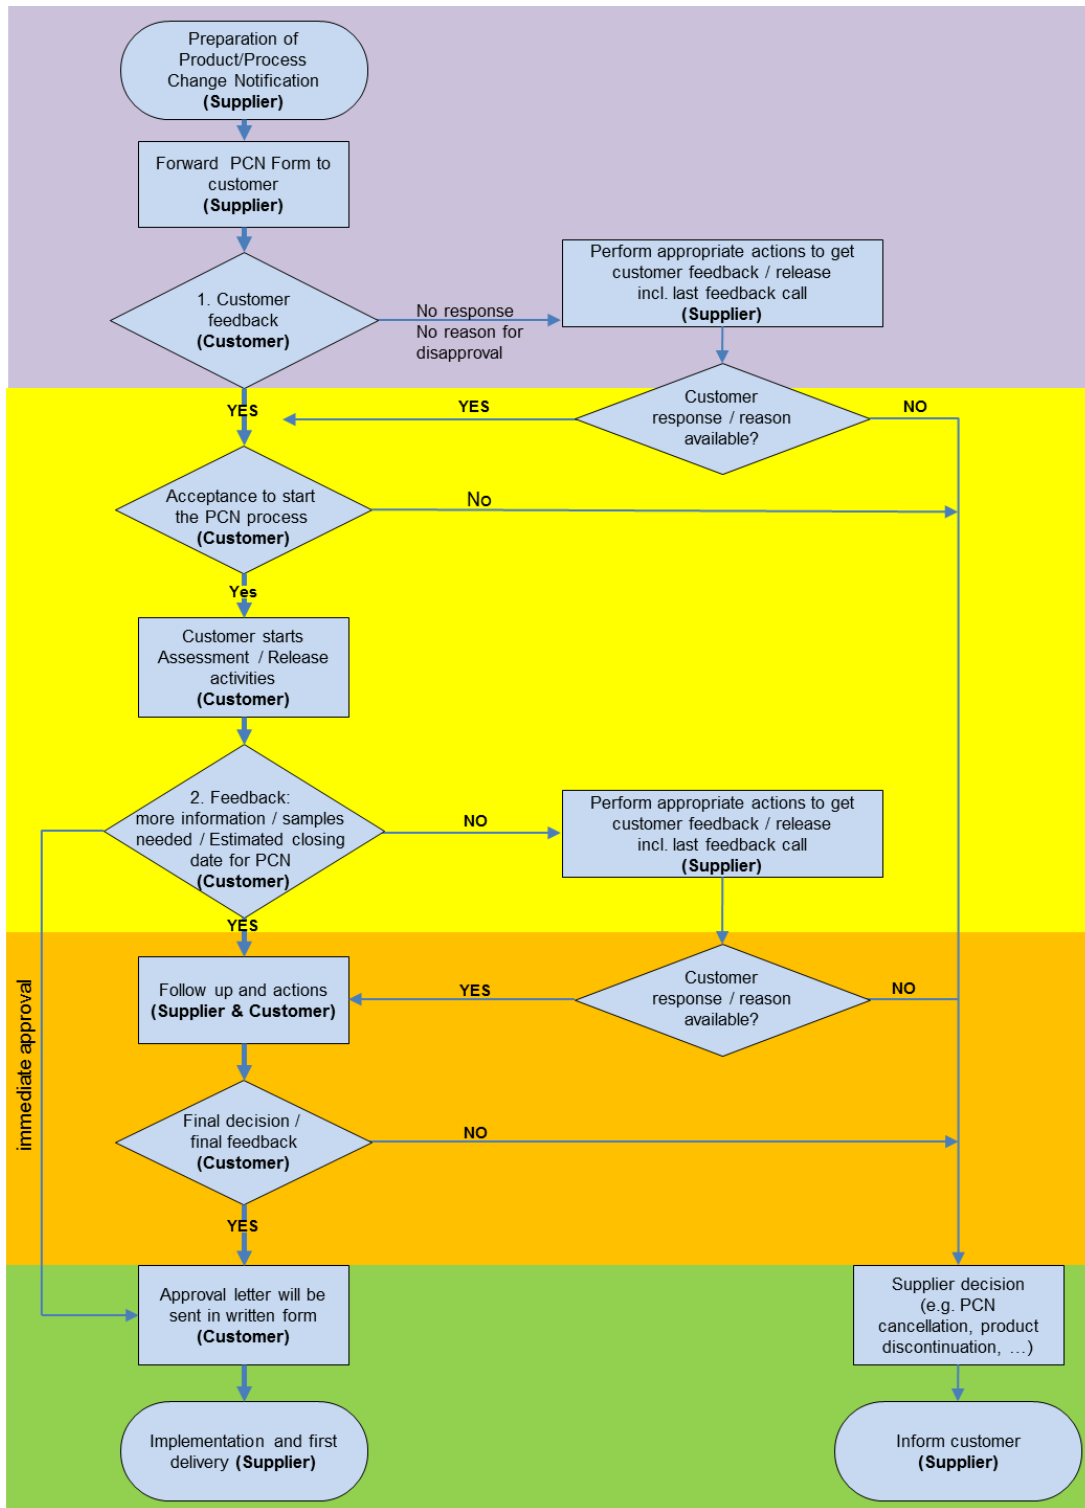 Preparation of
Product/Process
Change Notification
(Supplier)
Forward PCN Form to
customer
(Supplier)
1. Customer
feedback
(Customer)
No response
No reason for
disapproval
Perform appropriate actions to get
customer feedback / release
incl. last feedback call
(Supplier)
YES
YES
Customer
response / reason
available?
NO
Acceptance to start
the PCN process
(Customer)
No
Yes
Customer starts
Assessment / Release
activities
(Customer)
2. Feedback:
more information / samples
needed / Estimated closing
date for PCN
(Customer)
NO
Perform appropriate actions to get
customer feedback / release
incl. last feedback call
(Supplier)
YES
Follow up and actions
(Supplier & Customer)
YES
Customer
response / reason
available?
NO
immediate approval
Final decision /
final feedback
(Customer)
NO
YES
Approval letter will be
sent in written form
(Customer)
Supplier decision
(e.g. PCN
cancellation, product
discontinuation, …)
Implementation and first
delivery (Supplier)
Inform customer
(Supplier)